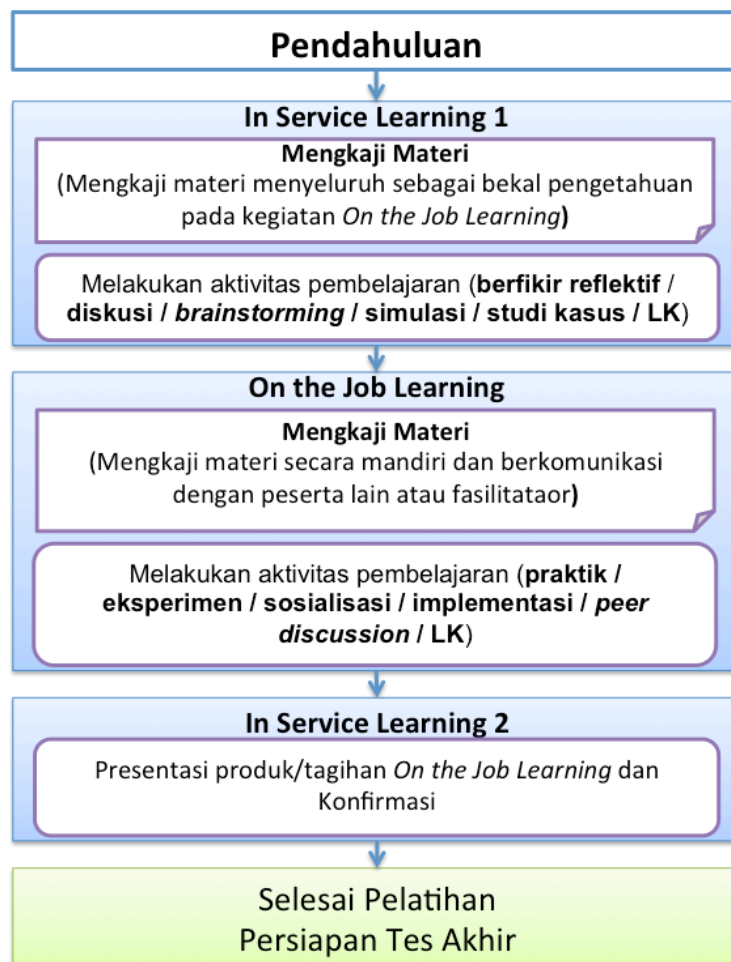 Pendahuluan
In Service Learning 1
Mengkaji Materi
(Mengkaji materi menyeluruh sebagai bekal pengetahuan
pada kegiatan On the Job Learning)
Melakukan aktivitas pembelajaran (berfikir reflektif /
diskusi / brainstorming / simulasi / studi kasus / LK)
On the Job Learning
Mengkaji Materi
(Mengkaji materi secara mandiri dan berkomunikasi
dengan peserta lain atau fasilitataor)
Melakukan aktivitas pembelajaran (praktik /
eksperimen / sosialisasi / implementasi / peer
discussion / LK)
In Service Learning 2
Presentasi produk/tagihan On the Job Learning dan
Konfirmasi
Selesai Pelatihan
Persiapan Tes Akhir